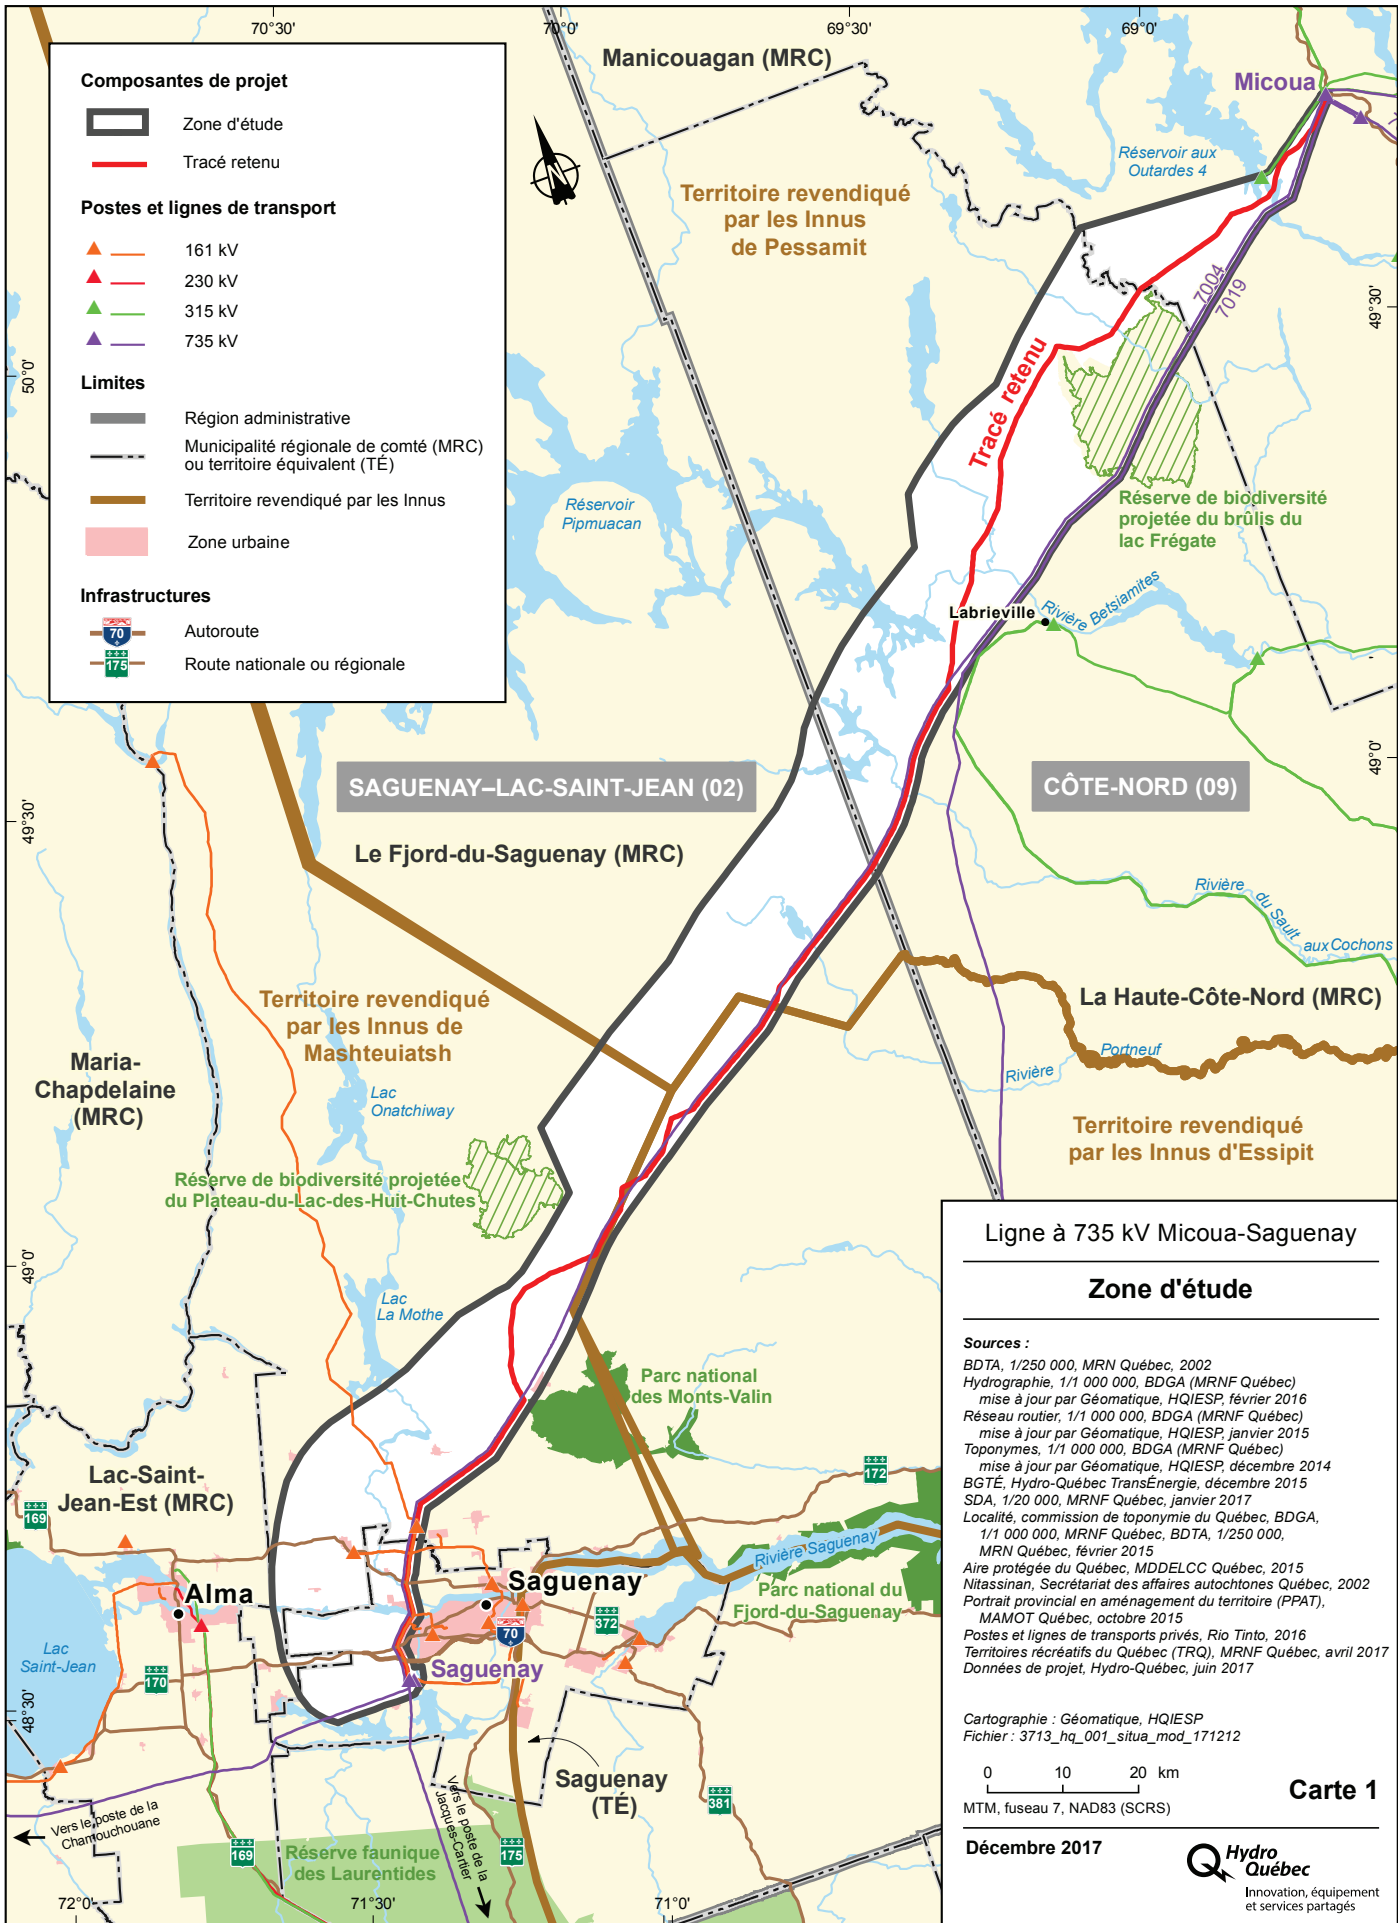 70°30'
70°0'
69°30'
69°0'
Composantes de projet
Zone d'étude
Tracé retenu
Postes et lignes de transport
161 kV
230 kV
315 kV
735 kV
Limites
Région administrative
Municipalité régionale de comté (MRC)
ou territoire équivalent (TÉ)
Territoire revendiqué par les Innus
Zone urbaine
Infrastructures
70
Autoroute
175
Route nationale ou régionale
Manicouagan (MRC)
Micoua
Réservoir aux
Outardes 4
Territoire revendiqué
par les Innus
de Pessamit
7004
7019
49°30'
50°0'
Tracé retenu
Réservoir
Pipmuacan
Réserve de biodiversité
projetée du brûlis du
lac Frégate
Labrieville
Rivière Betsiamites
SAGUENAY–LAC-SAINT-JEAN (02)
CÔTE-NORD (09)
49°0'
49°30'
Le Fjord-du-Saguenay (MRC)
Rivière du Sault aux Cochons
Territoire revendiqué
par les Innus de
Mashteuiatsh
La Haute-Côte-Nord (MRC)
Rivière Portneuf
Maria-
Chapdelaine
(MRC)
Lac
Onatchiway
Territoire revendiqué
par les Innus d'Essipit
Réserve de biodiversité projetée
du Plateau-du-Lac-des-Huit-Chutes
49°0'
Lac
La Mothe
Parc national
des Monts-Valin
Lac-Saint-
Jean-Est (MRC)
169
172
Rivière Saguenay
Alma
Saguenay
Parc national du
Fjord-du-Saguenay
372
70
Lac
Saint-Jean
170
Saguenay
48°30'
Saguenay
(TÉ)
381
Vers le poste de la
Chamouchouane
Vers le poste de la
Jacques-Cartier
169
175
Réserve faunique
des Laurentides
72°0'
71°30'
71°0'
Ligne à 735 kV Micoua-Saguenay
Zone d'étude
Sources :
BDTA, 1/250 000, MRN Québec, 2002
Hydrographie, 1/1 000 000, BDGA (MRNF Québec)
mise à jour par Géomatique, HQIESP, février 2016
Réseau routier, 1/1 000 000, BDGA (MRNF Québec)
mise à jour par Géomatique, HQIESP, janvier 2015
Toponymes, 1/1 000 000, BDGA (MRNF Québec)
mise à jour par Géomatique, HQIESP, décembre 2014
BGTÉ, Hydro-Québec TransÉnergie, décembre 2015
SDA, 1/20 000, MRNF Québec, janvier 2017
Localité, commission de toponymie du Québec, BDGA,
1/1 000 000, MRNF Québec, BDTA, 1/250 000,
MRN Québec, février 2015
Aire protégée du Québec, MDDELCC Québec, 2015
Nitassinan, Secrétariat des affaires autochtones Québec, 2002
Portrait provincial en aménagement du territoire (PPAT),
MAMOT Québec, octobre 2015
Postes et lignes de transports privés, Rio Tinto, 2016
Territoires récréatifs du Québec (TRQ), MRNF Québec, avril 2017
Données de projet, Hydro-Québec, juin 2017
Cartographie : Géomatique, HQIESP
Fichier : 3713_hq_001_situa_mod_171212
0 10 20 km
MTM, fuseau 7, NAD83 (SCRS)
Carte 1
Décembre 2017
Hydro
Québec
Innovation, équipement
et services partagés